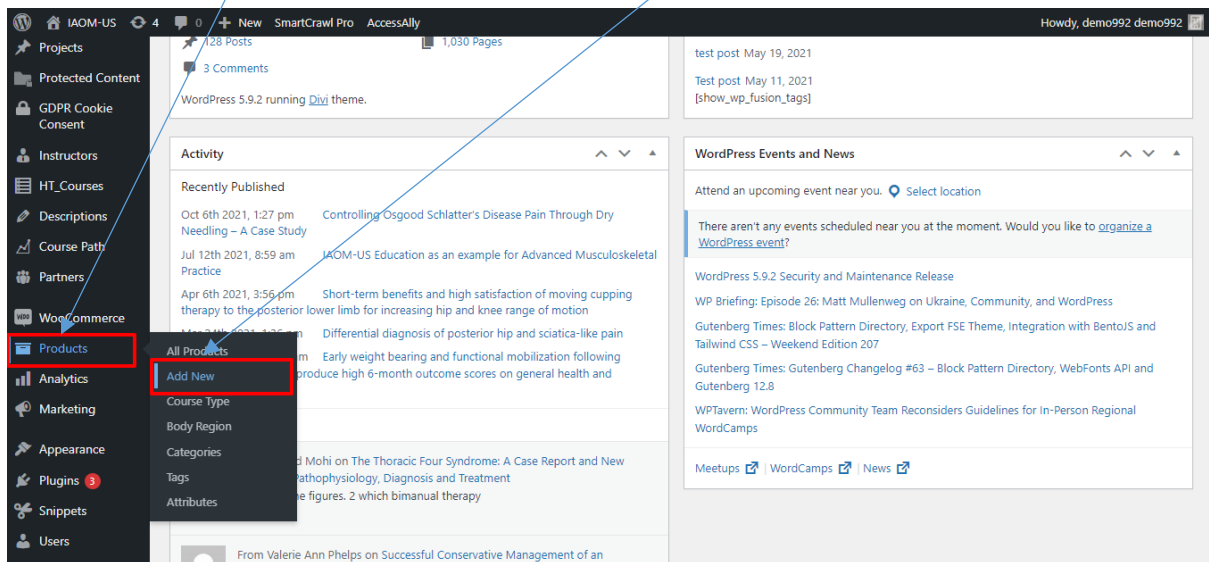 IAOM-US 4 0 + New SmartCrawl Pro AccessAlly Howdy, demo992 demo992
Projects
Protected Content
GDPR Cookie
Consent
Instructors
HT_Courses
Descriptions
Course Path
Partners
WooCommerce
Products
Analytics
Marketing
Appearance
Plugins 3
Snippets
Users
All Products
Add New
Course Type
Body Region
Categories
Tags
Attributes
128 Posts 1,030 Pages
3 Comments
WordPress 5.9.2 running Divi theme.
Activity
Recently Published
Oct 6th 2021, 1:27 pm Controlling Osgood Schlatter's Disease Pain Through Dry
Needling – A Case Study
Jul 12th 2021, 8:59 am IAOM-US Education as an example for Advanced Musculoskeletal
Practice
Apr 6th 2021, 3:56 pm Short-term benefits and high satisfaction of moving cupping
therapy to the posterior lower limb for increasing hip and knee range of motion
Differential diagnosis of posterior hip and sciatica-like pain
Early weight bearing and functional mobilization following
produce high 6-month outcome scores on general health and
Mohi on The Thoracic Four Syndrome: A Case Report and New
Pathophysiology, Diagnosis and Treatment
figures. 2 which bimanual therapy
From Valerie Ann Phelps on Successful Conservative Management of an
test post May 19, 2021
Test post May 11, 2021
[show_wp_fusion_tags]
WordPress Events and News
Attend an upcoming event near you. Select location
There aren't any events scheduled near you at the moment. Would you like to organize a
WordPress event?
WordPress 5.9.2 Security and Maintenance Release
WP Briefing: Episode 26: Matt Mullenweg on Ukraine, Community, and WordPress
Gutenberg Times: Block Pattern Directory, Export FSE Theme, Integration with BentoJS and
Tailwind CSS – Weekend Edition 207
Gutenberg Times: Gutenberg Changelog #63 – Block Pattern Directory, WebFonts API and
Gutenberg 12.8
WPTavern: WordPress Community Team Reconsiders Guidelines for In-Person Regional
WordCamps
Meetups | WordCamps | News